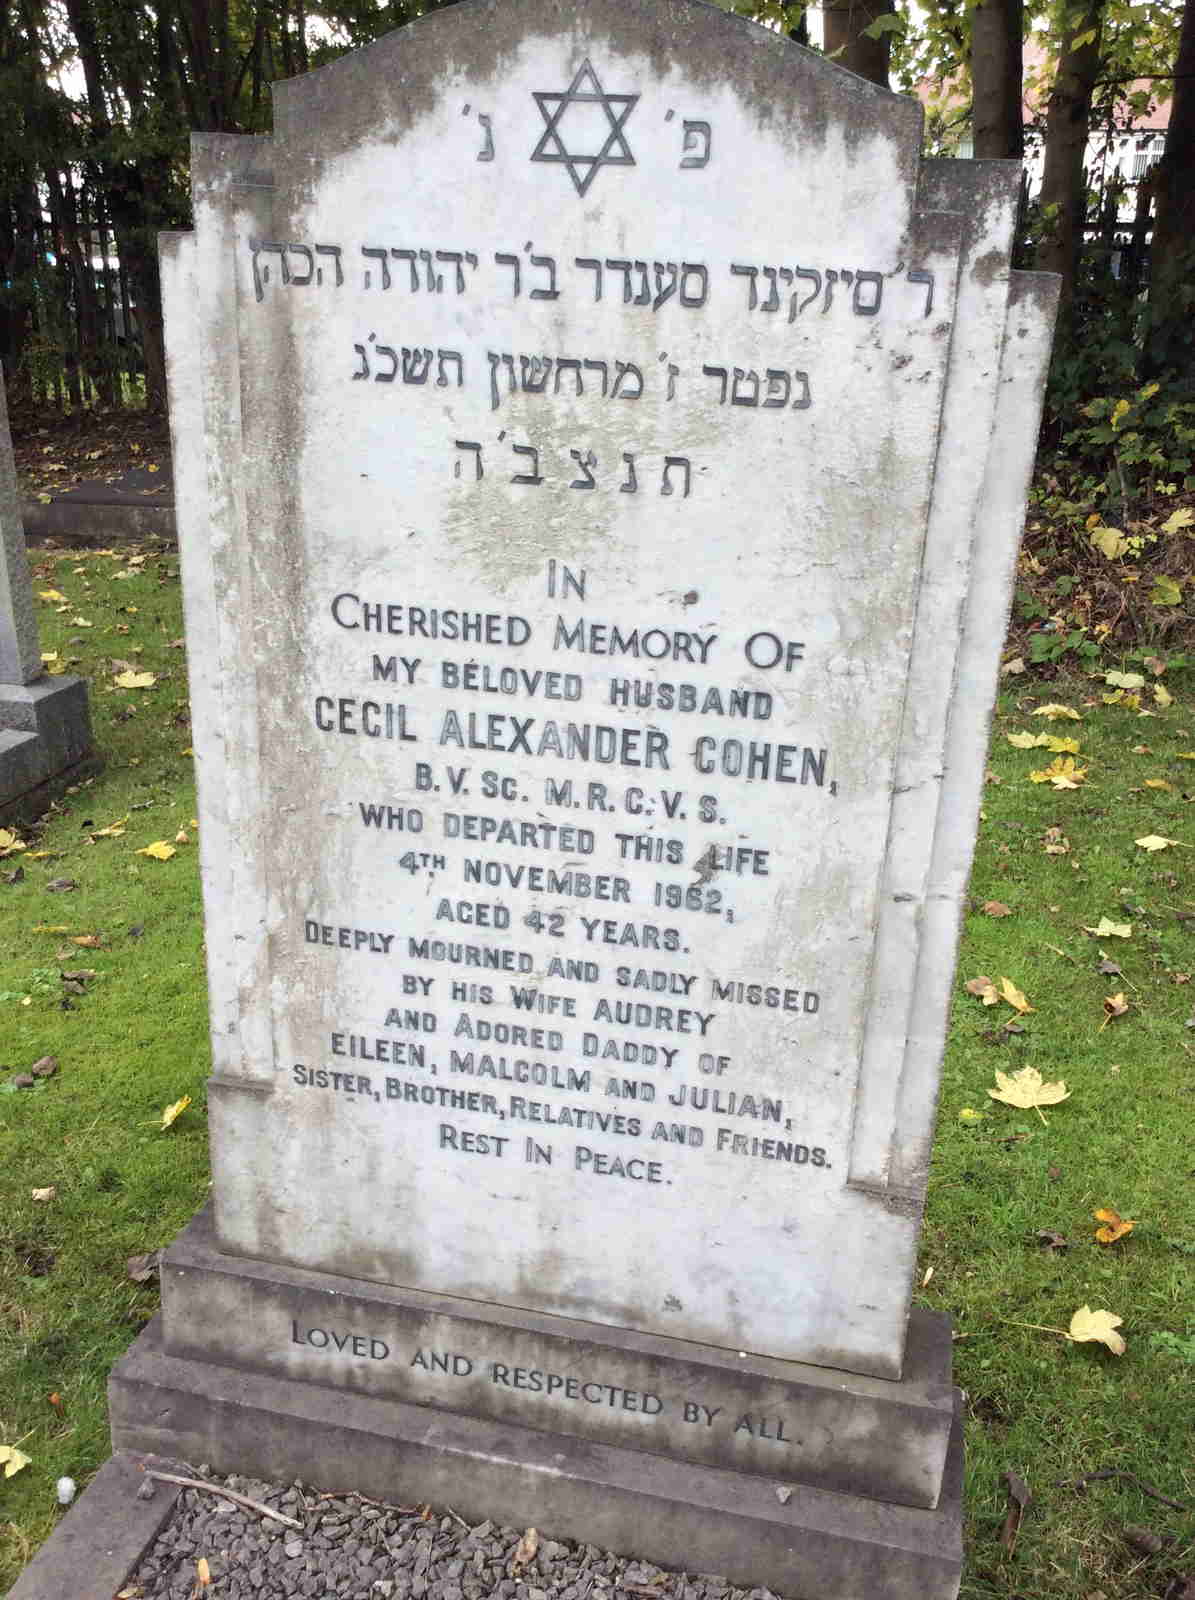 פ׳ נ׳
ר׳ סיזקינד סענדר ב׳ר יהודה הכהן
נפטר ז׳ מרחשון תשכ׳ג
ת נ צ ב׳ ה
IN
CHERISHED MEMORY OF
MY BELOVED HUSBAND
CECIL ALEXANDER COHEN,
B.V. SC. M.R.C.V.S.
WHO DEPARTED THIS LIFE
4TH NOVEMBER 1962,
AGED 42 YEARS.
DEEPLY MOURNED AND SADLY MISSED
BY HIS WIFE AUDREY
AND ADORED DADDY OF
EILEEN, MALCOLM AND JULIAN,
SISTER, BROTHER, RELATIVES AND FRIENDS.
REST IN PEACE.
LOVED AND RESPECTED BY ALL.